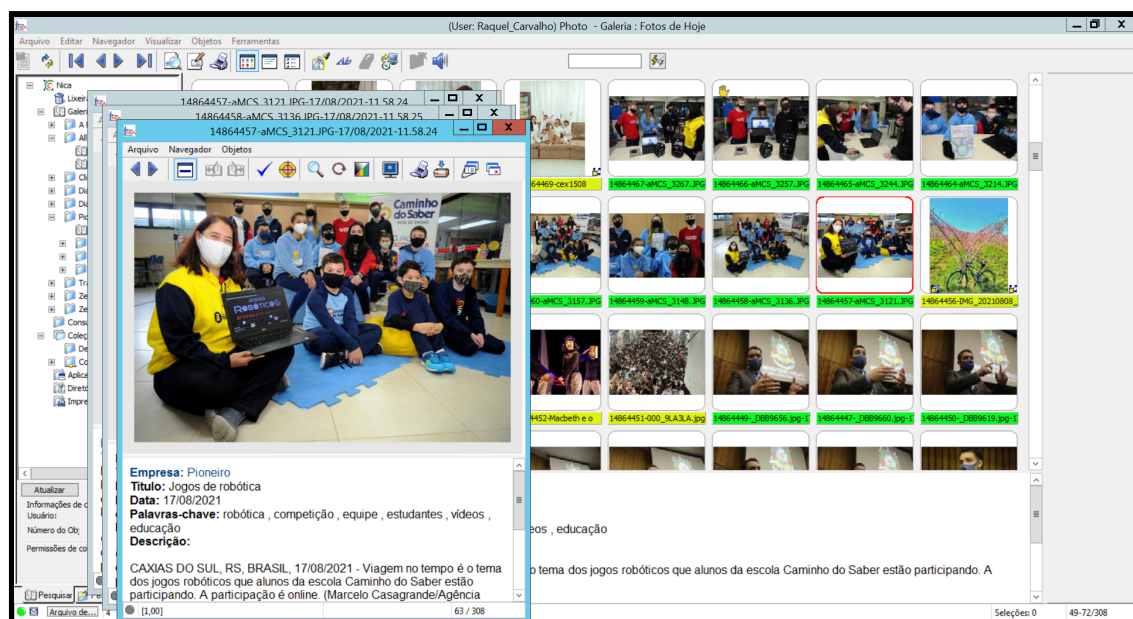 (User: Raquel_Carvalho) Photo - Galeria : Fotos de Hoje
Arquivo Editar Navegador Visualizar Objetos Ferramentas
Nica
14864457-aMCS_3121.JPG-17/08/2021-11.58.24
14864458-aMCS_3136.JPG-17/08/2021-11.58.25
14864457-aMCS_3121.JPG-17/08/2021-11.58.24
Arquivo Navegador Objetos
Caminho
do Saber
REDE DE ENSINO
JOGOS
ROBÓTICOS
14864467-aMCS_3267.JPG
14864466-aMCS_3257.JPG
14864465-aMCS_3244.JPG
14864464-aMCS_3214.JPG
14864459-aMCS_3148.JPG
14864458-aMCS_3136.JPG
14864457-aMCS_3121.JPG
14864456-IMG_20210808_
14864451-000_9LA3LA.jpg
14864449-_DBB9656.jpg-1
14864447-_DBB9660.jpg-1
14864450-_DBB9619.jpg-1
Atualizar
Informações de
Usuário:
Número do
Permissões de
Pesquisar
Arquivo de...
Empresa: Pioneiro
Título: Jogos de robótica
Data: 17/08/2021
Palavras-chave: robótica , competição , equipe , estudantes , vídeos ,
educação
Descrição:
CAXIAS DO SUL, RS, BRASIL, 17/08/2021 - Viagem no tempo é o tema
dos jogos robóticos que alunos da escola Caminho do Saber estão
participando. A participação é online. (Marcelo Casagrande/Agência
[1,00]
63 / 308
, educação
o tema dos jogos robóticos que alunos da escola Caminho do Saber estão participando. A
Seleções: 0
49-72/308